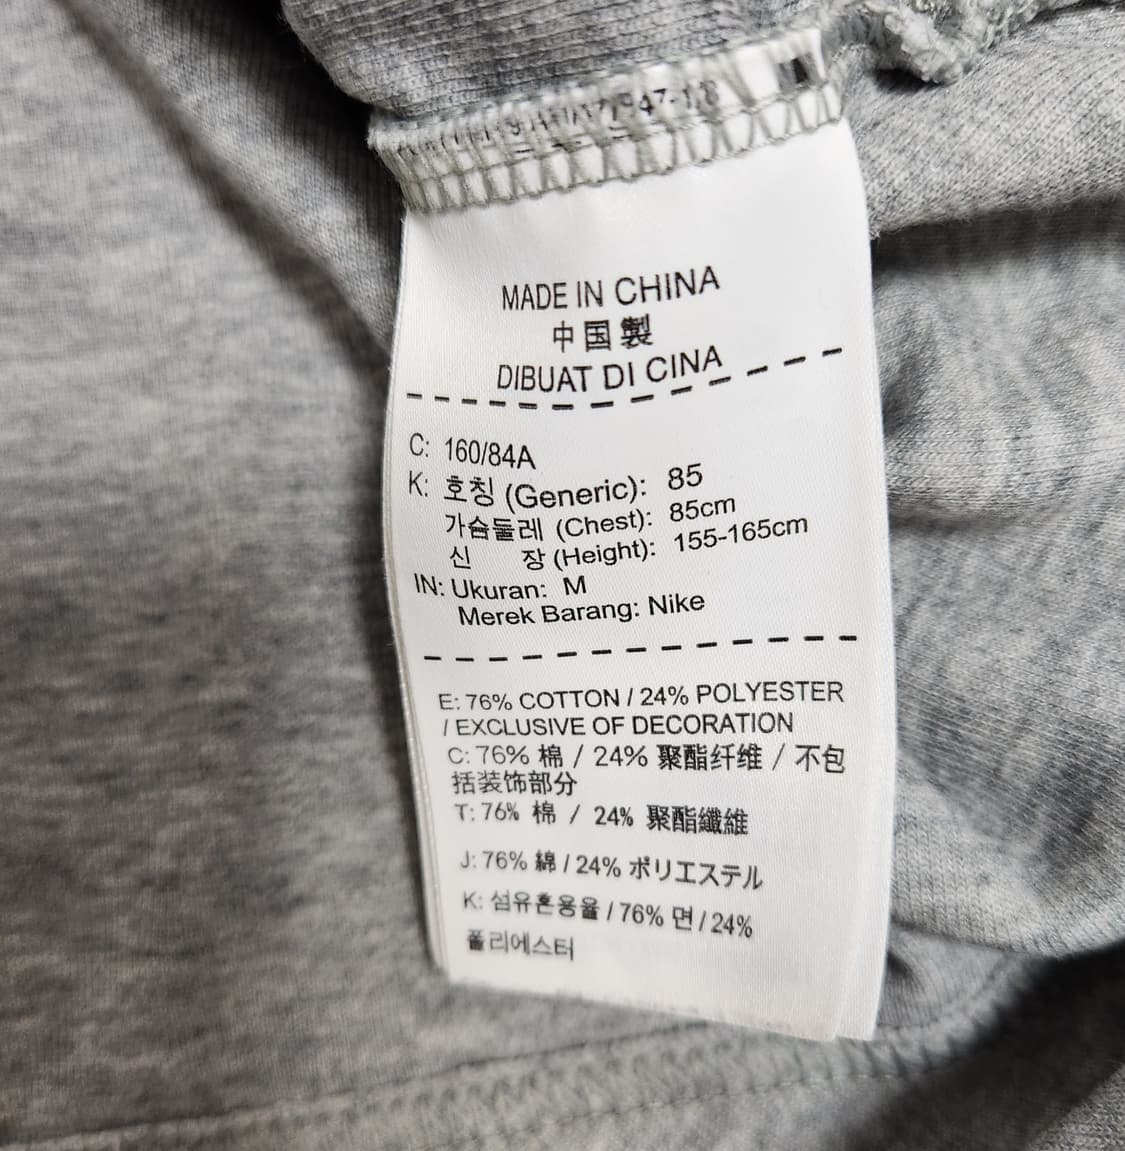 MADE IN CHINA
中国製
DIBUAT DI CINA
C: 160/84A
K: 호칭 (Generic): 85
가슴둘레 (Chest): 85cm
신 장 (Height): 155-165cm
IN: Ukuran: M
Merek Barang: Nike
E: 76% COTTON / 24% POLYESTER
/ EXCLUSIVE OF DECORATION
C: 76% 棉 / 24% 聚酯纤维 / 不包
括装饰部分
T: 76% 棉 / 24% 聚酯纖維
J: 76% 綿 / 24% ポリエステル
K: 섬유혼용율 / 76% 면 / 24%
폴리에스터